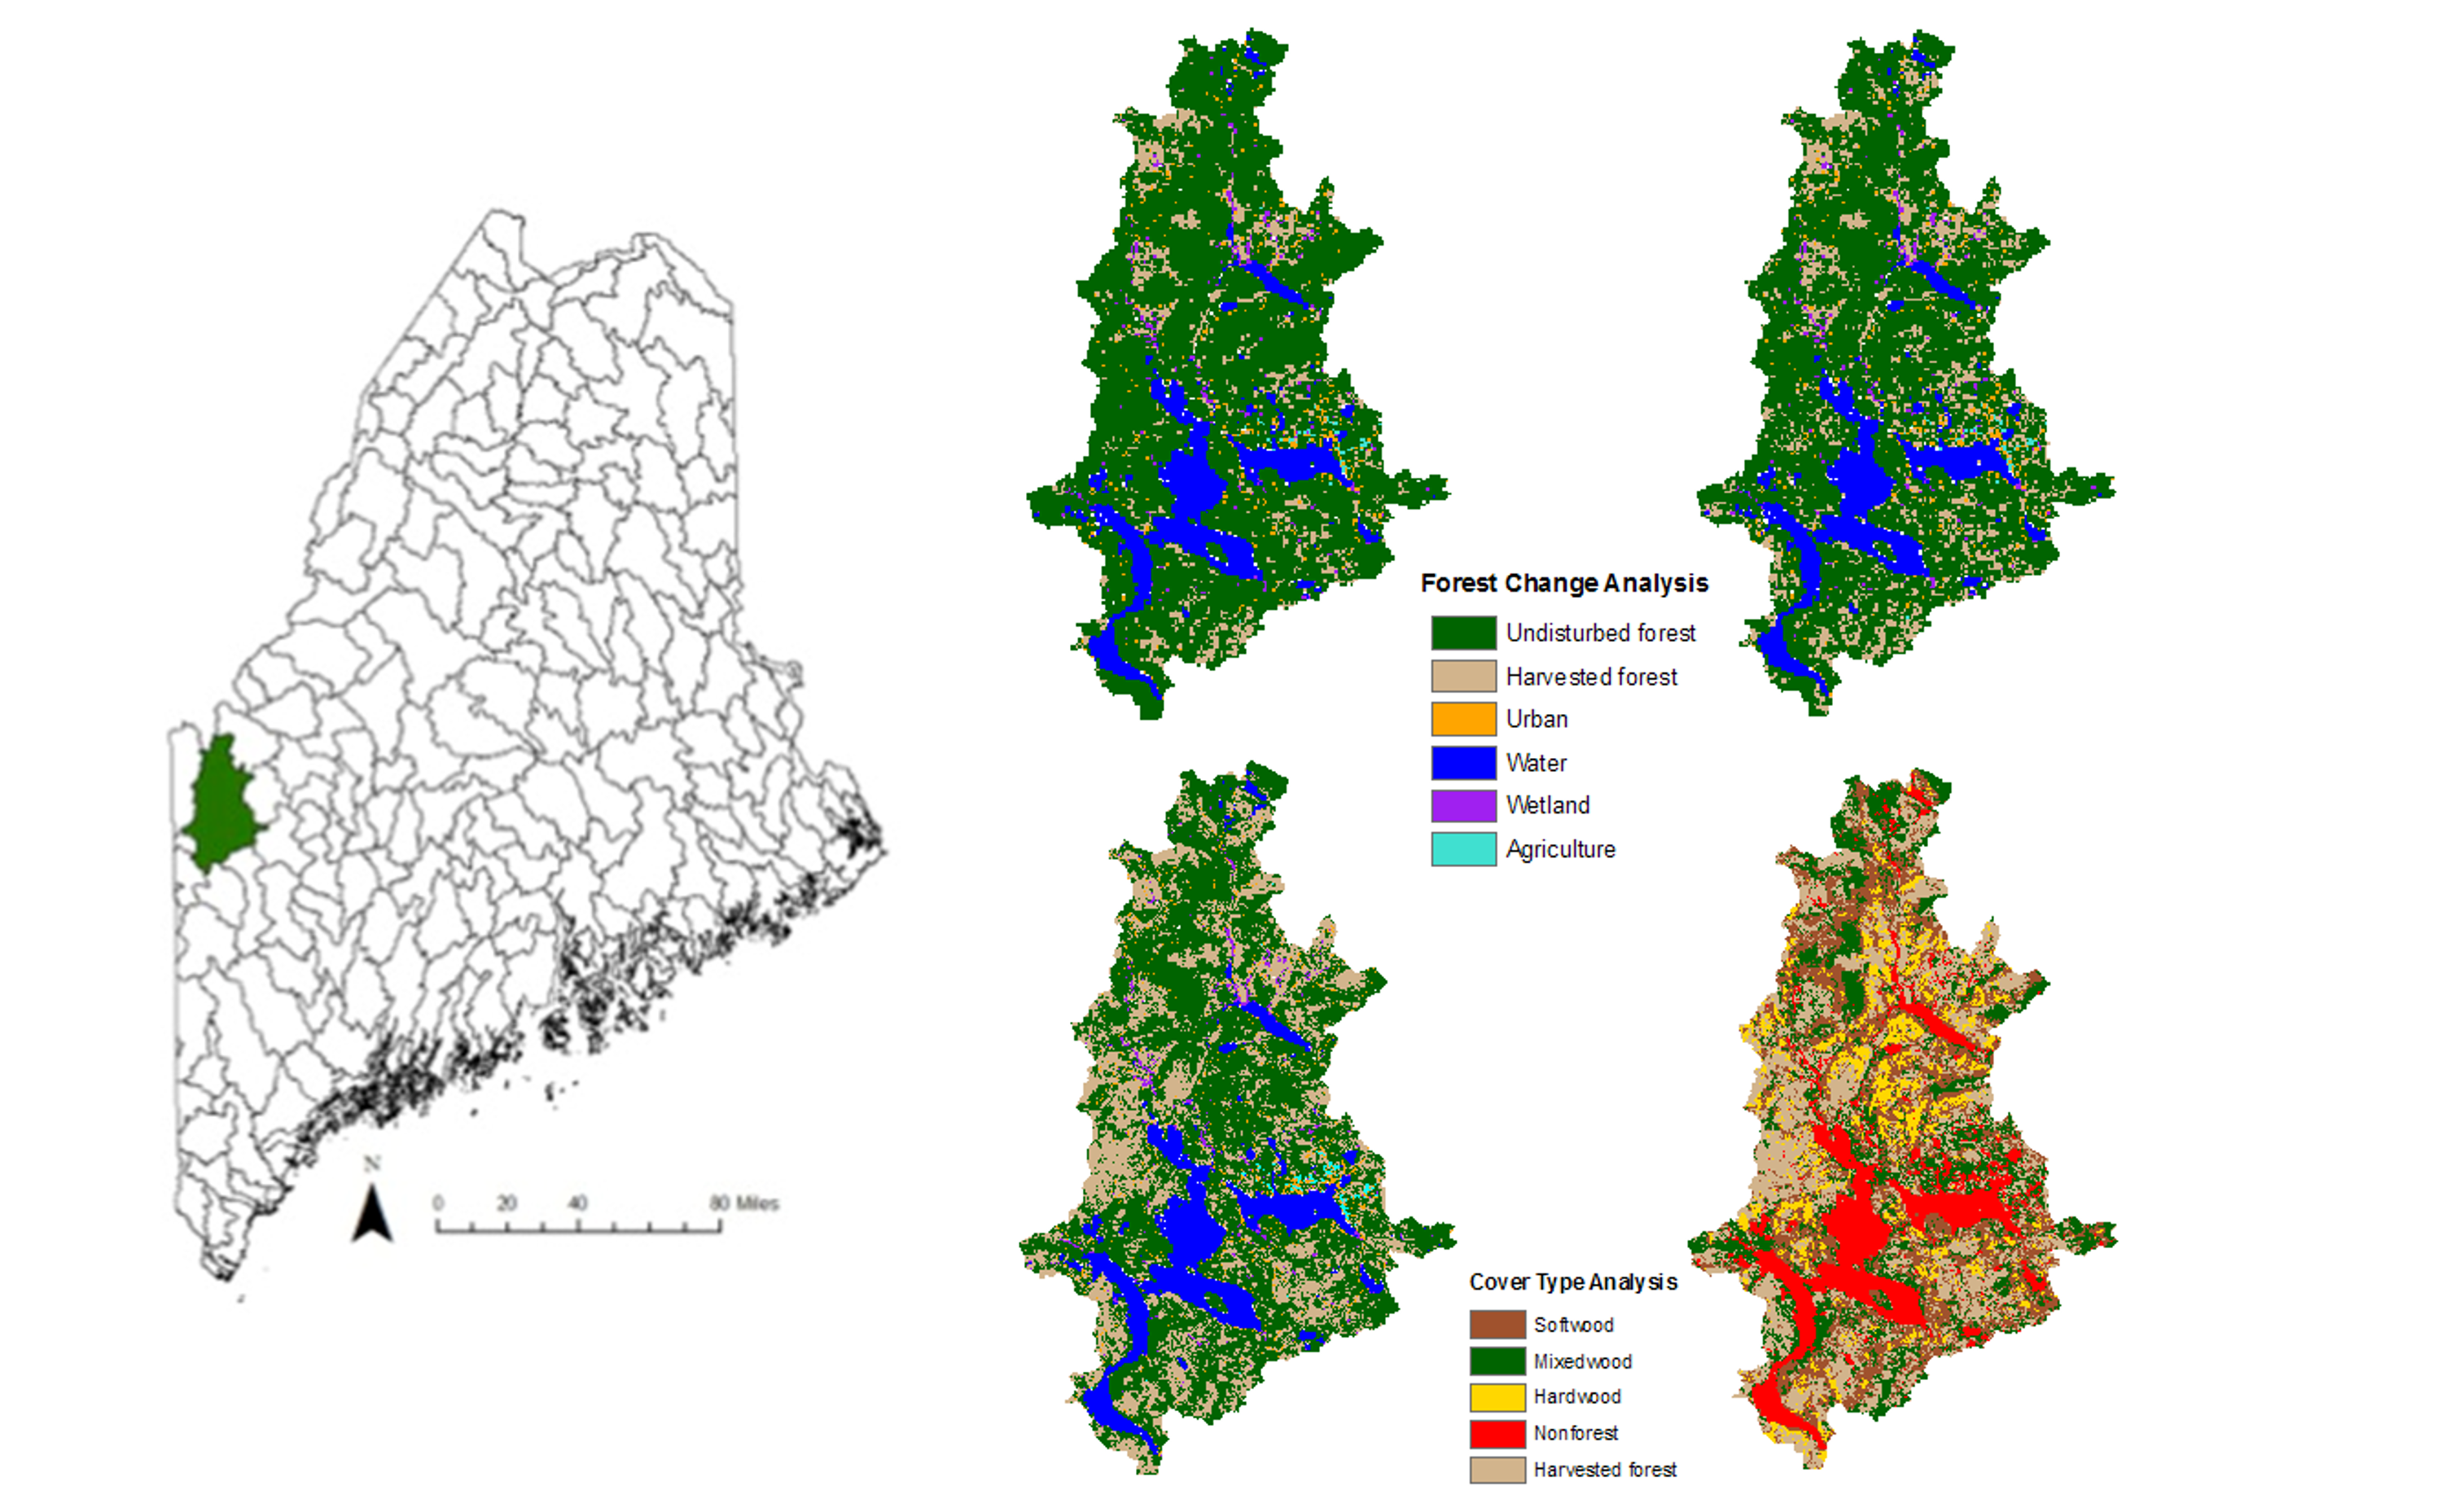 Forest Change Analysis
Undisturbed forest
Harvested forest
Urban
Water
Wetland
Agriculture
N
0 20 40 80 Miles
Cover Type Analysis
Softwood
Mixedwood
Hardwood
Nonforest
Harvested forest